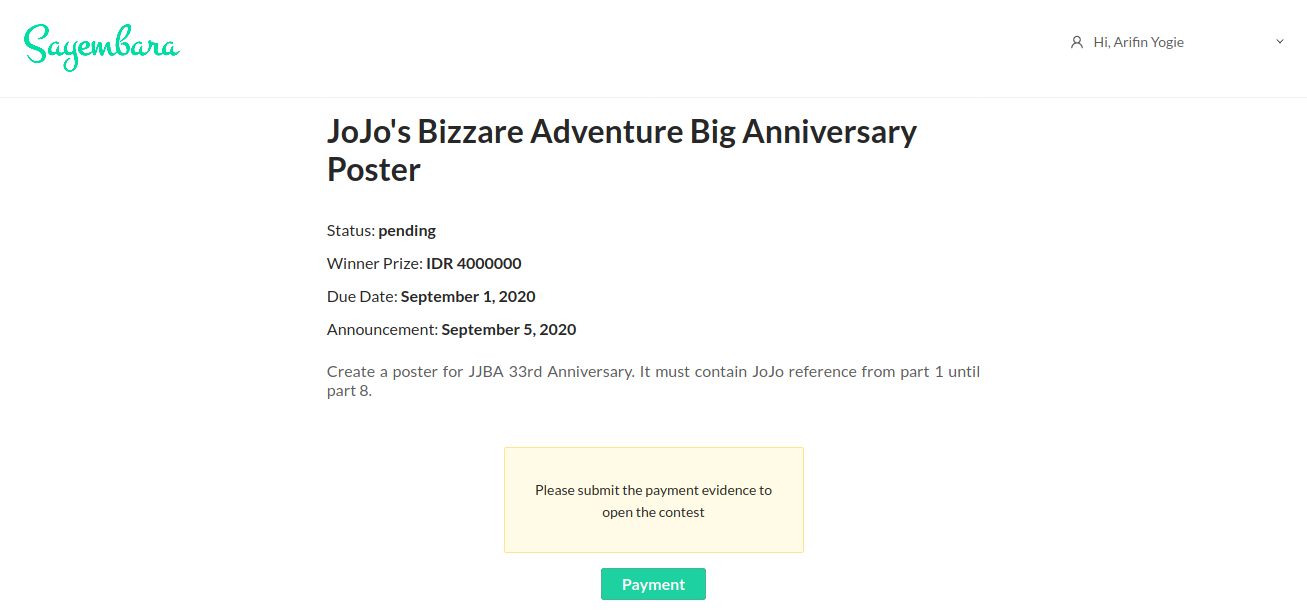 Sayembara
Hi, Arifin Yogie
JoJo's Bizzare Adventure Big Anniversary
Poster
Status: pending
Winner Prize: IDR 4000000
Due Date: September 1, 2020
Announcement: September 5, 2020
Create a poster for JJBA 33rd Anniversary. It must contain JoJo reference from part 1 until
part 8.
Please submit the payment evidence to
open the contest
Payment